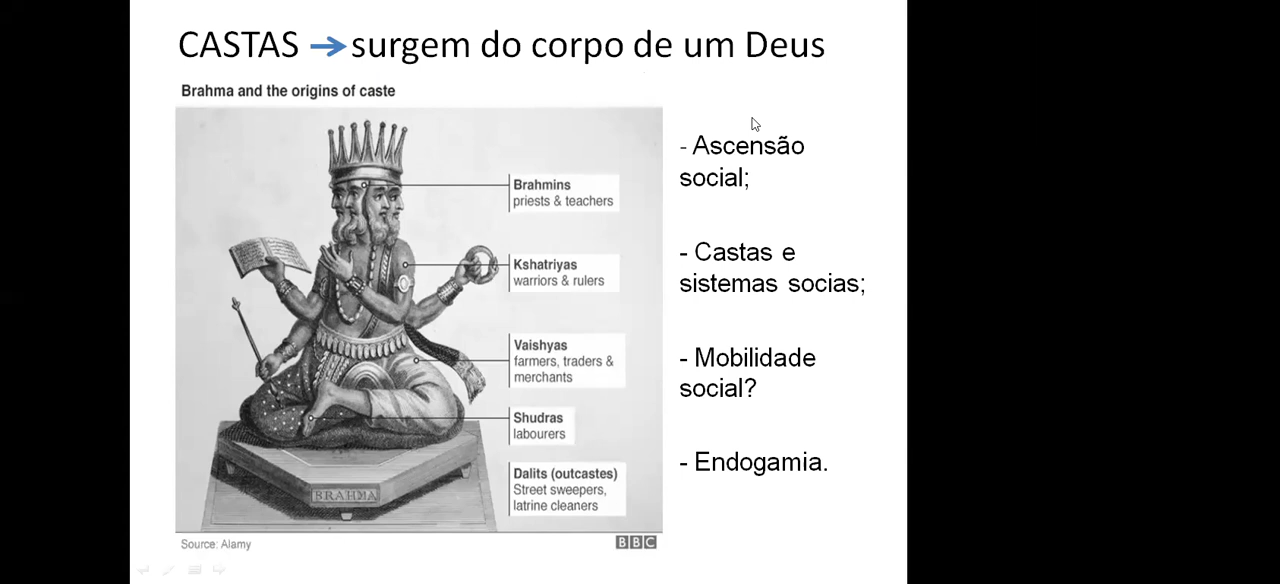 CASTAS → surgem do corpo de um Deus
Brahma and the origins of caste
Brahmins
priests & teachers
Kshatriyas
warriors & rulers
Vaishyas
farmers, traders &
merchants
Shudras
labourers
Dalits (outcastes)
Street sweepers,
latrine cleaners
BRAHMA
Source: Alamy
BBC
- Ascensão
social;
- Castas e
sistemas socias;
- Mobilidade
social?
- Endogamia.